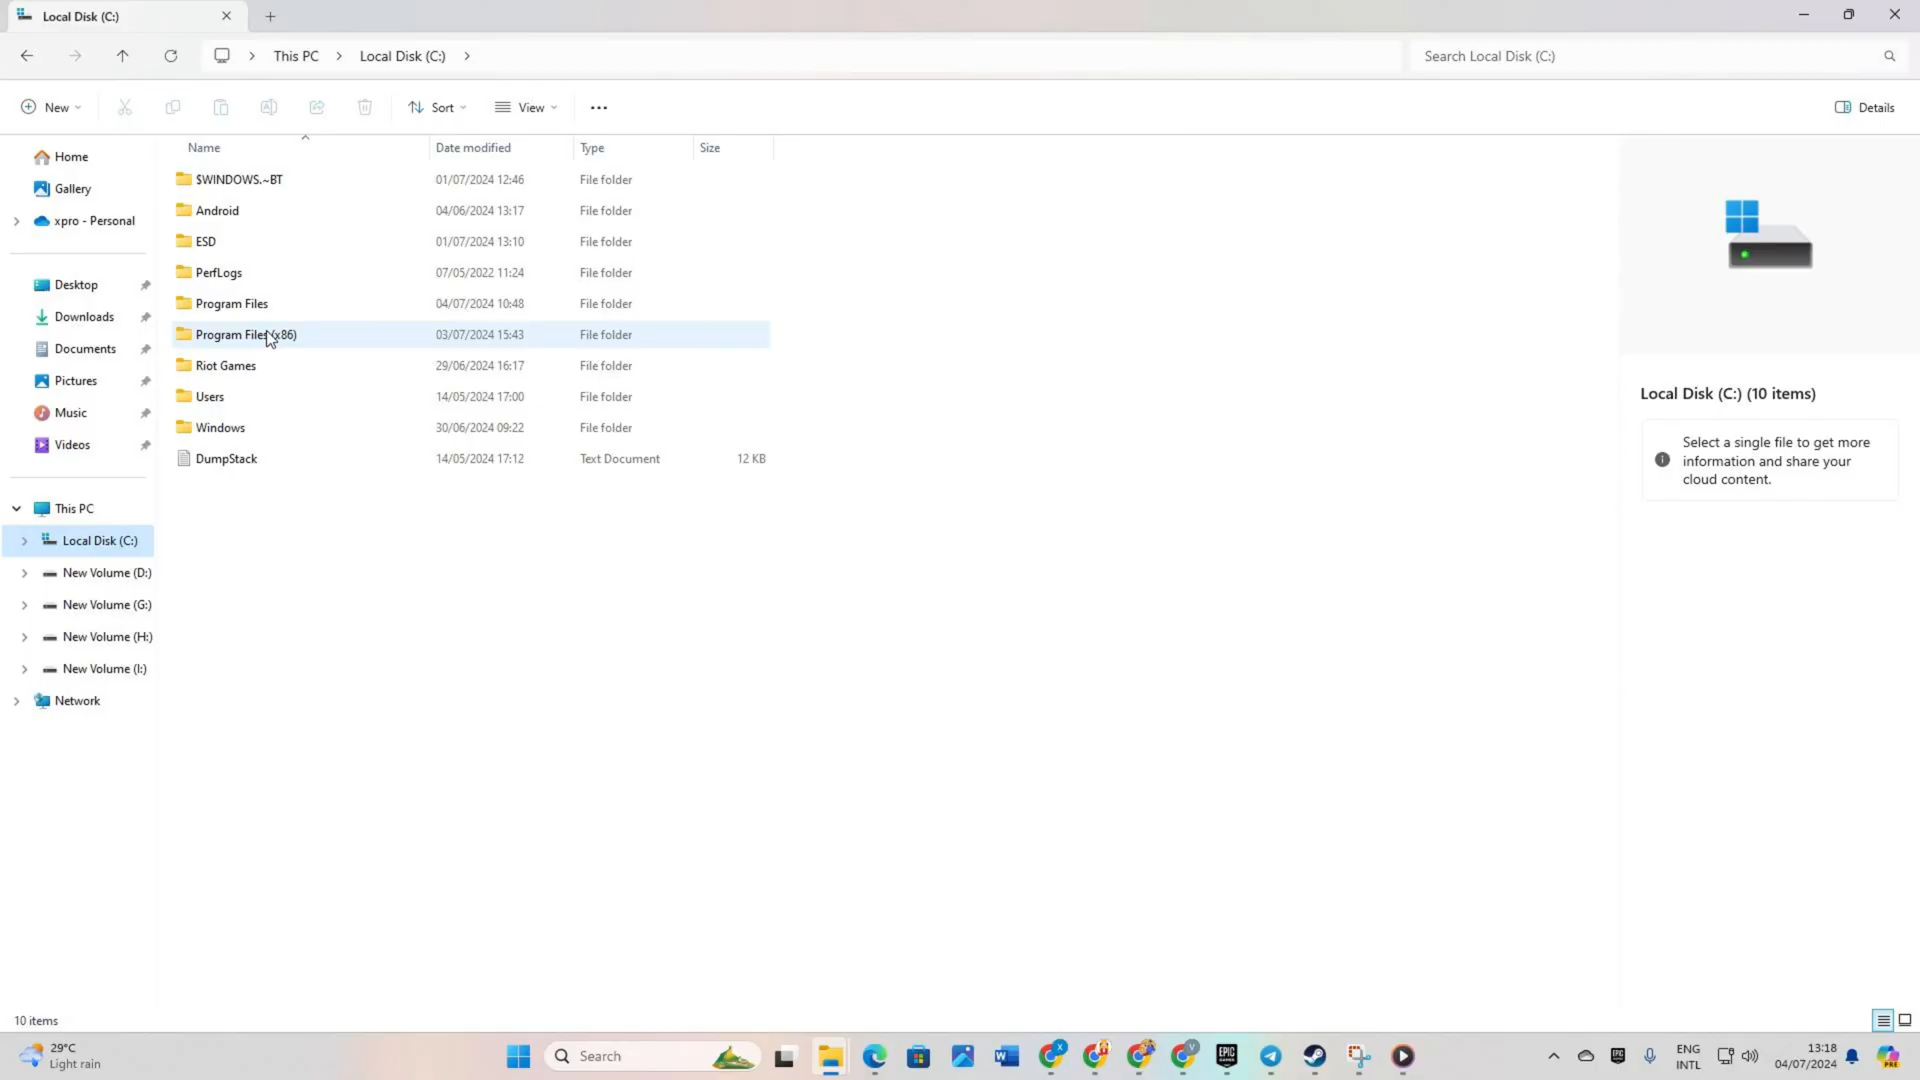 Local Disk (C:)
This PC
Local Disk (C:)
Search Local Disk (C:)
New
Sort
View
Details
Name
Date modified
Type
Size
$WINDOWS.~BT
01/07/2024 12:46
File folder
Android
04/06/2024 13:17
File folder
ESD
01/07/2024 13:10
File folder
PerfLogs
07/05/2022 11:24
File folder
Program Files
04/07/2024 10:48
File folder
Program Files (x86)
03/07/2024 15:43
File folder
Riot Games
29/06/2024 16:17
File folder
Users
14/05/2024 17:00
File folder
Windows
30/06/2024 09:22
File folder
DumpStack
14/05/2024 17:12
Text Document
12 KB
Home
Gallery
xpro - Personal
Desktop
Downloads
Documents
Pictures
Music
Videos
This PC
Local Disk (C:)
New Volume (D:)
New Volume (G:)
New Volume (H:)
New Volume (I:)
Network
Local Disk (C:) (10 items)
Select a single file to get more
information and share your
cloud content.
10 items
29°C
Light rain
Search
X
V
EPIC
GAMES
EPIC
ENG
INTL
13:18
04/07/2024
PRE